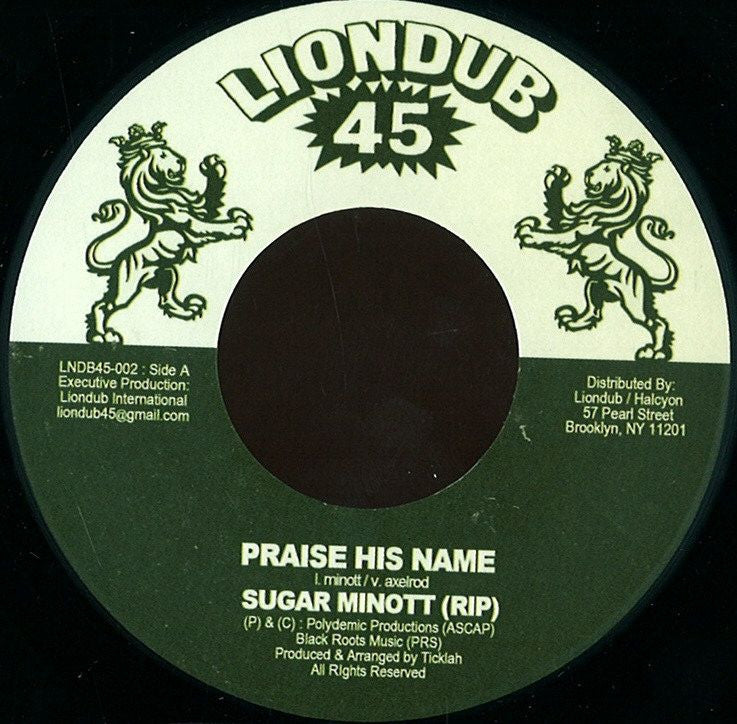 LIONDUB
45
LNDB45-002 : Side A
Executive Production:
Liondub International
liondub45@gmail.com
Distributed By:
Liondub / Halcyon
57 Pearl Street
Brooklyn, NY 11201
PRAISE HIS NAME
l. minott / v. axelrod
SUGAR MINOTT (RIP)
(P) & (C) : Polydemic Productions (ASCAP)
Black Roots Music (PRS)
Produced & Arranged by Ticklah
All RIghts Reserved